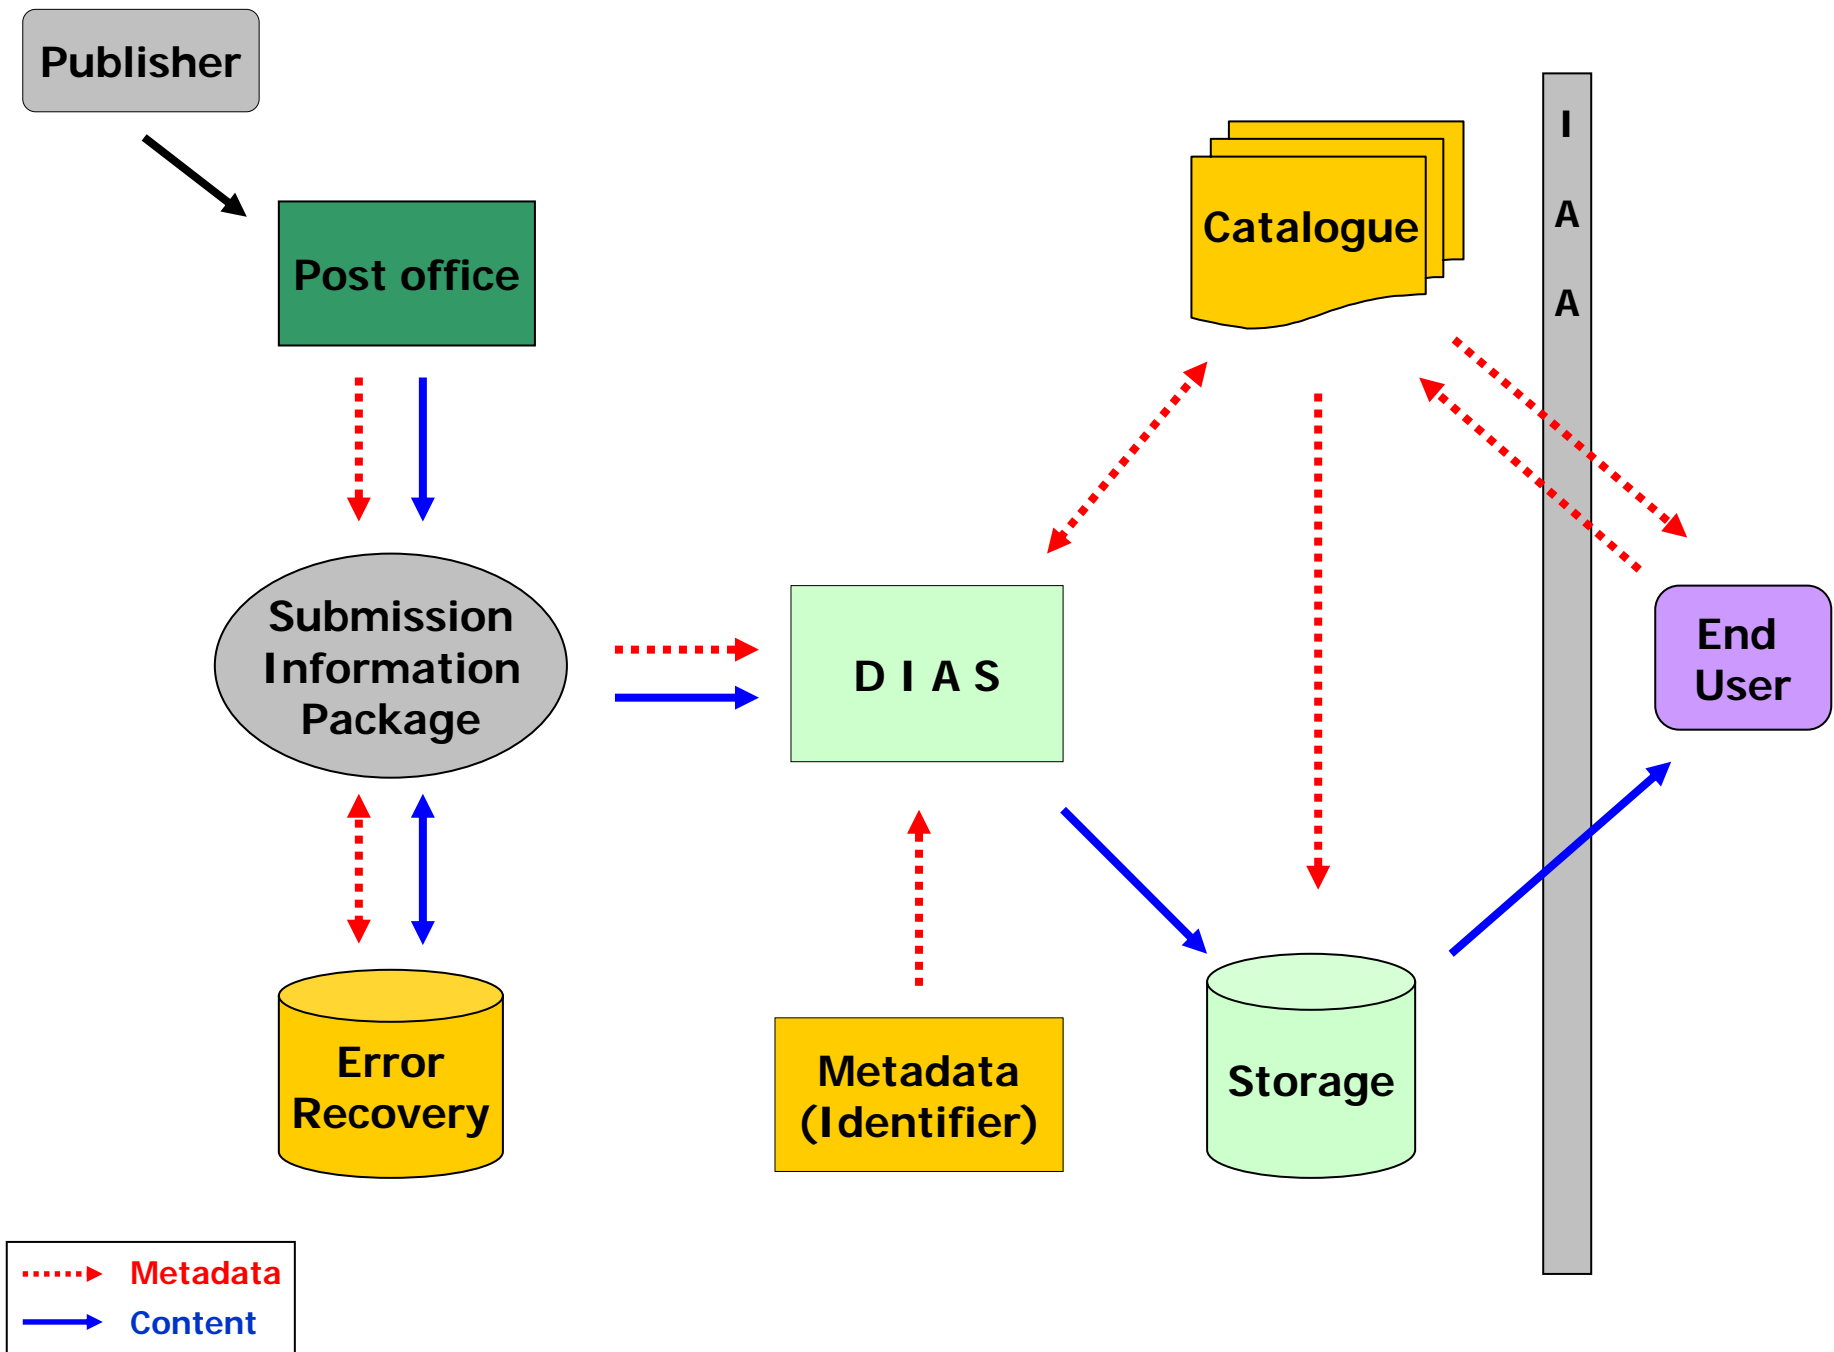 Publisher
Post office
Catalogue
I
A
A
Submission
Information
Package
D I A S
End
User
Error
Recovery
Metadata
(Identifier)
Storage
Metadata
Content